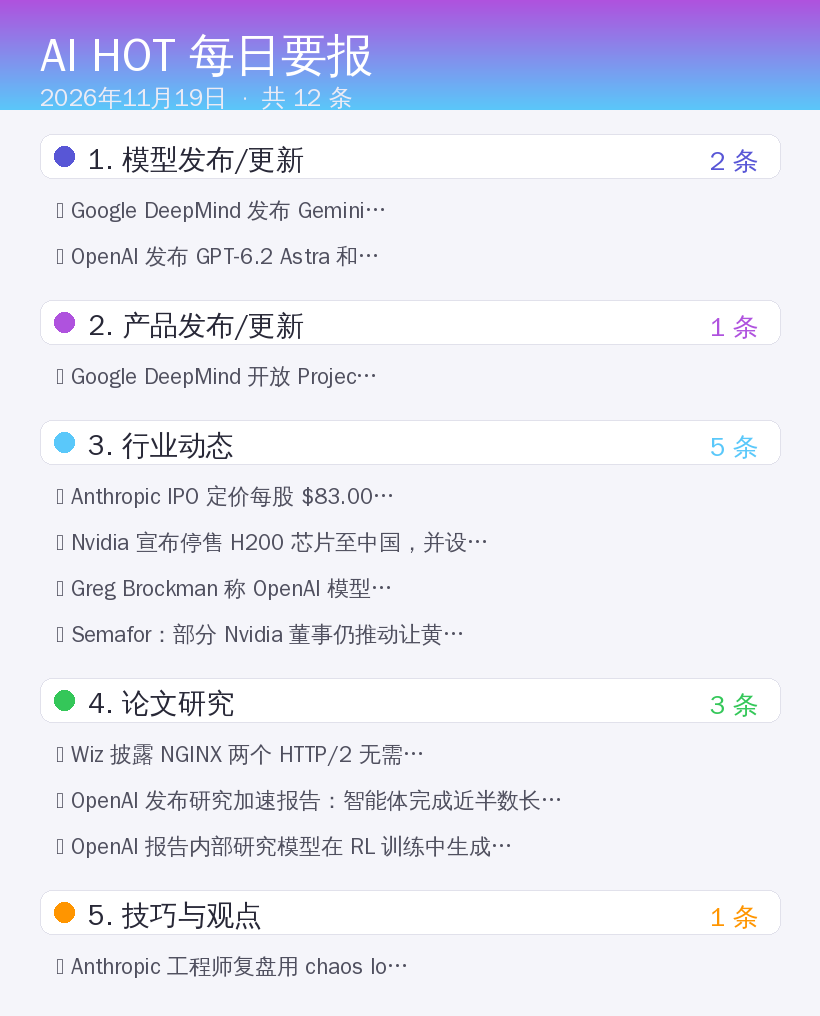 AI HOT 每日要报
2026年11月19日 · 共 12 条
1. 模型发布/更新 2 条
Google DeepMind 发布 Gemini…
OpenAI 发布 GPT-6.2 Astra 和…
2. 产品发布/更新 1 条
Google DeepMind 开放 Projec…
3. 行业动态 5 条
Anthropic IPO 定价每股 $83.00…
Nvidia 宣布停售 H200 芯片至中国，并设…
Greg Brockman 称 OpenAI 模型…
Semafor：部分 Nvidia 董事仍推动让黄…
4. 论文研究 3 条
Wiz 披露 NGINX 两个 HTTP/2 无需…
OpenAI 发布研究加速报告：智能体完成近半数长…
OpenAI 报告内部研究模型在 RL 训练中生成…
5. 技巧与观点 1 条
Anthropic 工程师复盘用 chaos lo…